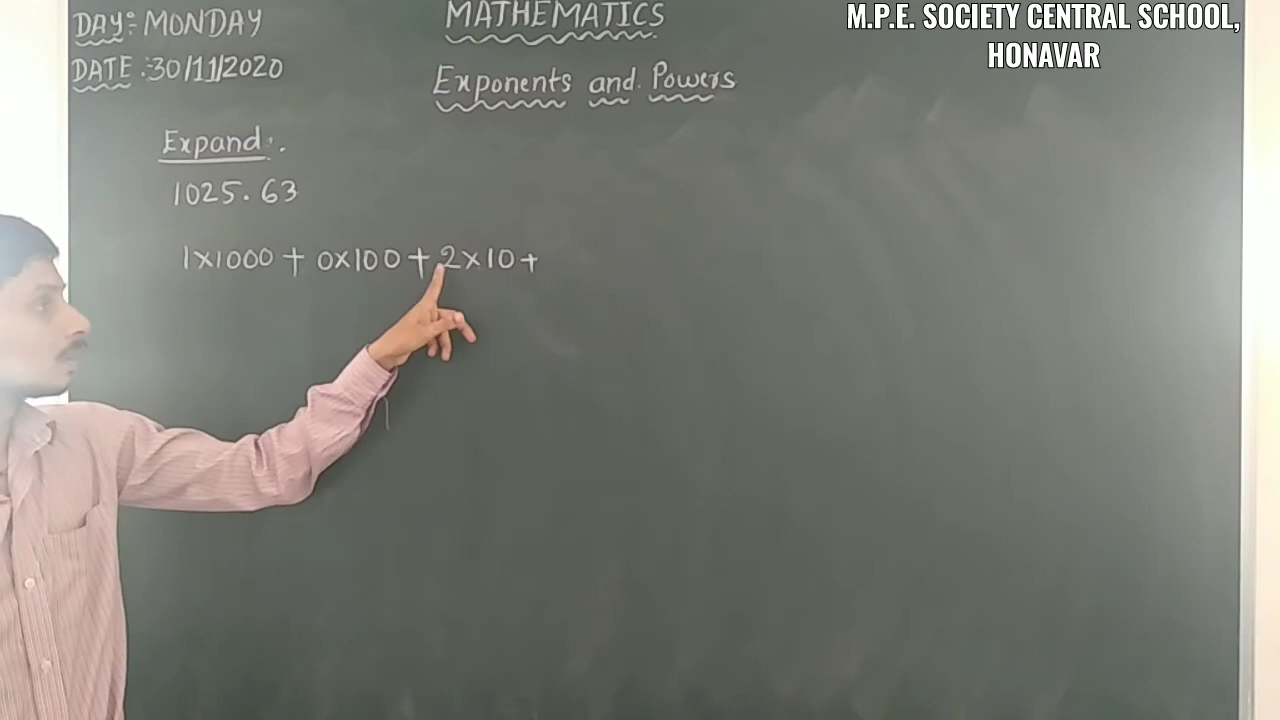 DAY:- MONDAY
DATE :-30/11/2020
MATHEMATICS
Exponents and Powers
M.P.E. SOCIETY CENTRAL SCHOOL,
HONAVAR
Expand:.
1025.63
1×1000 + 0×100 + 2×10+